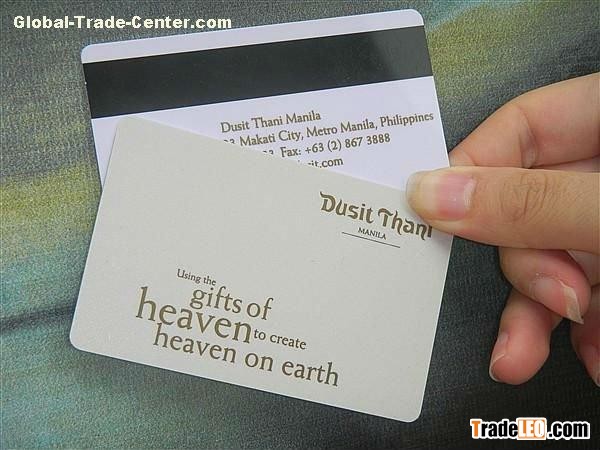 Global-Trade-Center.com
Dusit Thani Manila
Makati City, Metro Manila, Philippines
Fax: +63 (2) 867 3888
Dusit Thani
MANILA
Using the
gifts of
heaven to create
heaven on earth
TradeLEO.com